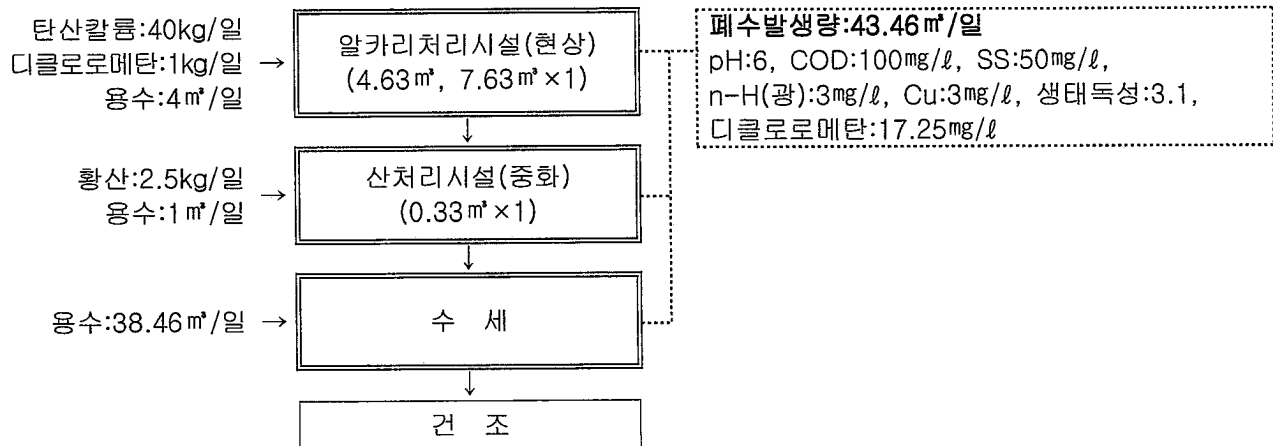 탄산칼륨:40kg/일
디클로로메탄:1kg/일 →
용수:4㎥/일
알카리처리시설(현상)
(4.63㎥, 7.63㎥×1)
폐수발생량:43.46㎥/일
pH:6, COD:100㎎/ℓ, SS:50㎎/ℓ,
n-H(광):3㎎/ℓ, Cu:3㎎/ℓ, 생태독성:3.1,
디클로로메탄:17.25㎎/ℓ
↓
황산:2.5kg/일 →
용수:1㎥/일
산처리시설(중화)
(0.33㎥×1)
↓
용수:38.46㎥/일 →
수 세
↓
건 조